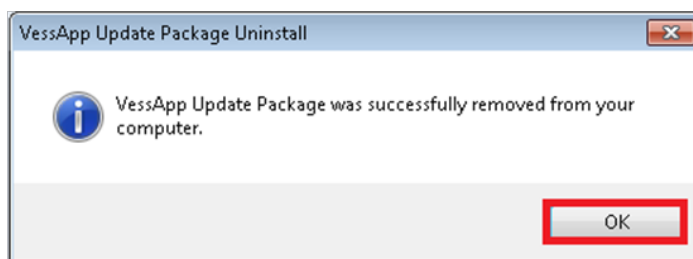 VessApp Update Package Uninstall
VessApp Update Package was successfully removed from your
computer.
OK